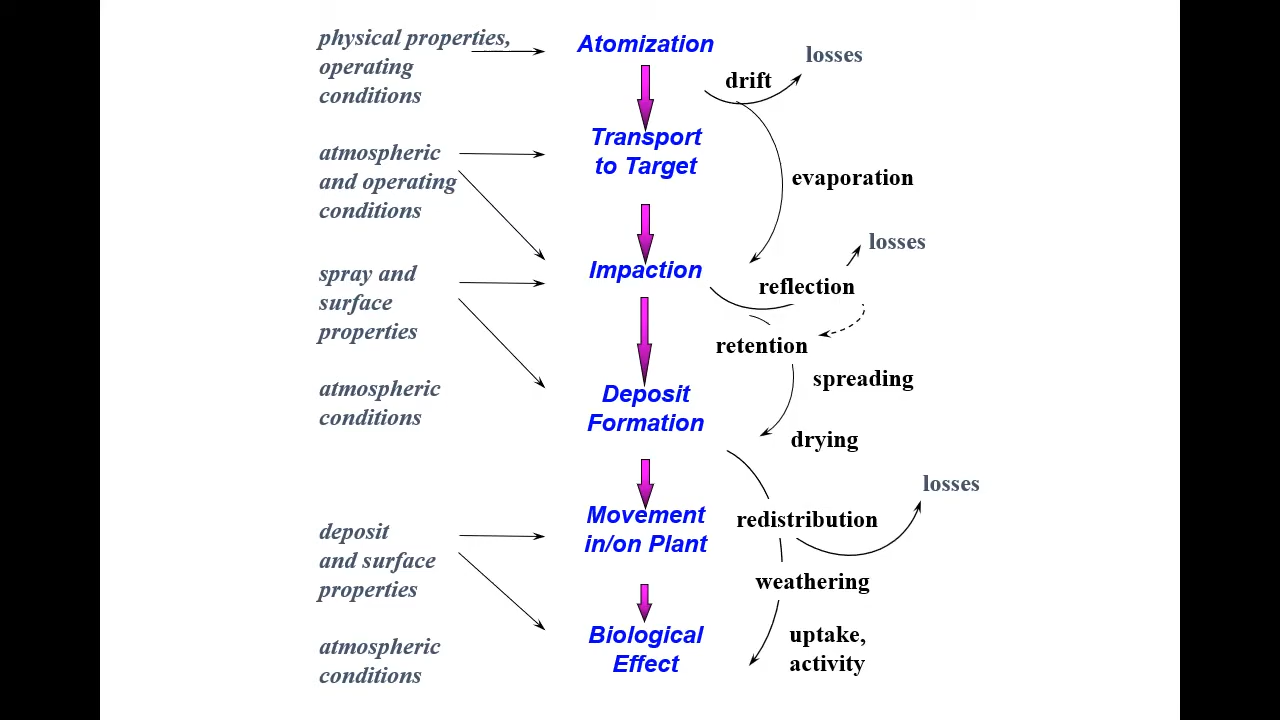 physical properties,
operating
conditions
Atomization
drift
losses
atmospheric
and operating
conditions
Transport
to Target
evaporation
spray and
surface
properties
Impaction
losses
reflection
retention
spreading
atmospheric
conditions
Deposit
Formation
drying
losses
deposit
and surface
properties
Movement
in/on Plant
redistribution
weathering
atmospheric
conditions
Biological
Effect
uptake,
activity